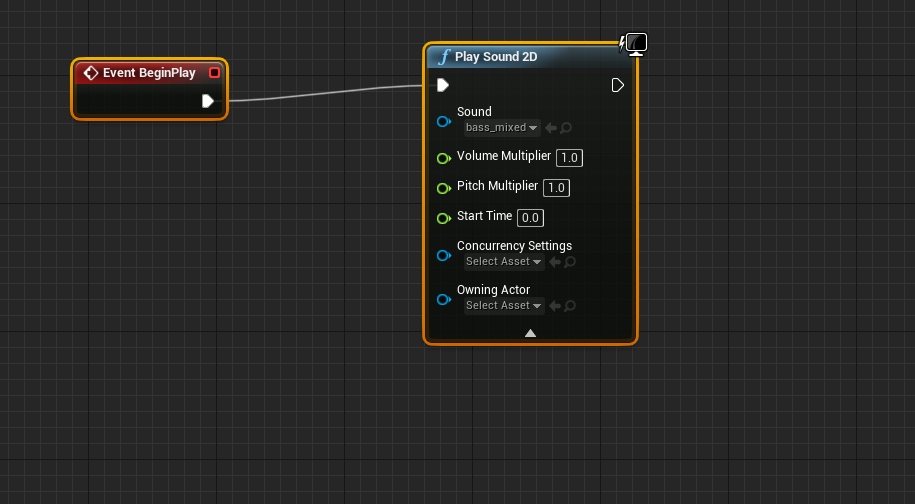 Event BeginPlay
Play Sound 2D
Sound
bass_mixed
Volume Multiplier 1.0
Pitch Multiplier 1.0
Start Time 0.0
Concurrency Settings
Select Asset
Owning Actor
Select Asset